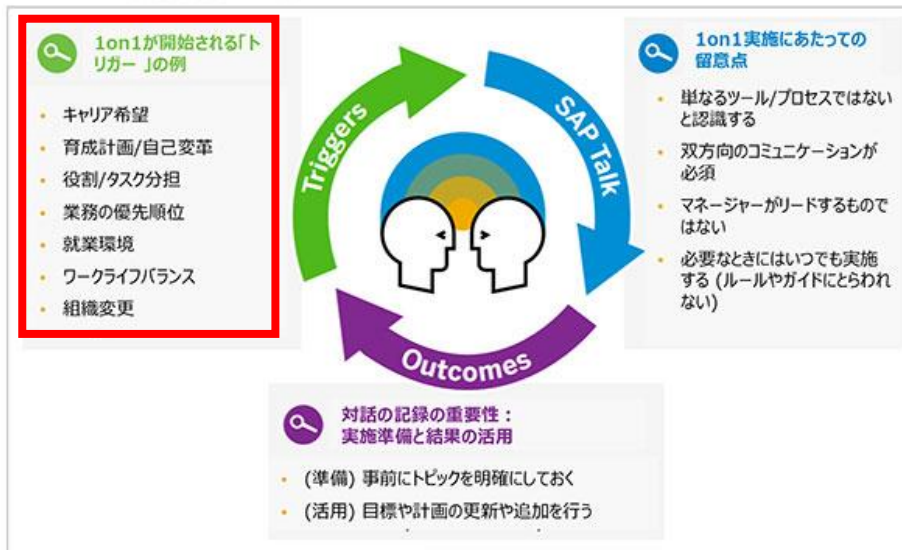 1on1が開始される「ト
リガー 」の例
• キャリア希望
• 育成計画/自己変革
• 役割/タスク分担
• 業務の優先順位
• 就業環境
• ワークライフバランス
• 組織変更
Triggers
SAP Talk
Outcomes
1on1実施にあたっての
留意点
• 単なるツール/プロセスではない
と認識する
• 双方向のコミュニケーションが
必須
• マネージャーがリードするもので
はない
• 必要なときにはいつでも実施
する (ルールやガイドにとらわれ
ない)
対話の記録の重要性：
実施準備と結果の活用
• (準備) 事前にトピックを明確にしておく
• (活用) 目標や計画の更新や追加を行う